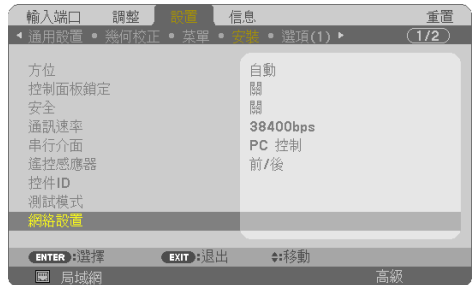 輸入端口 調整 設置 信息 重置
◀ 通用設置 • 幾何校正 • 菜單 • 安裝 • 選項(1) ▶ 1/2
方位 自動
控制面板鎖定 關
安全 關
通訊速率 38400bps
串行介面 PC 控制
遙控感應器 前/後
控件ID
測試模式
網絡設置
ENTER :選擇 EXIT :退出 :移動
局域網 高級